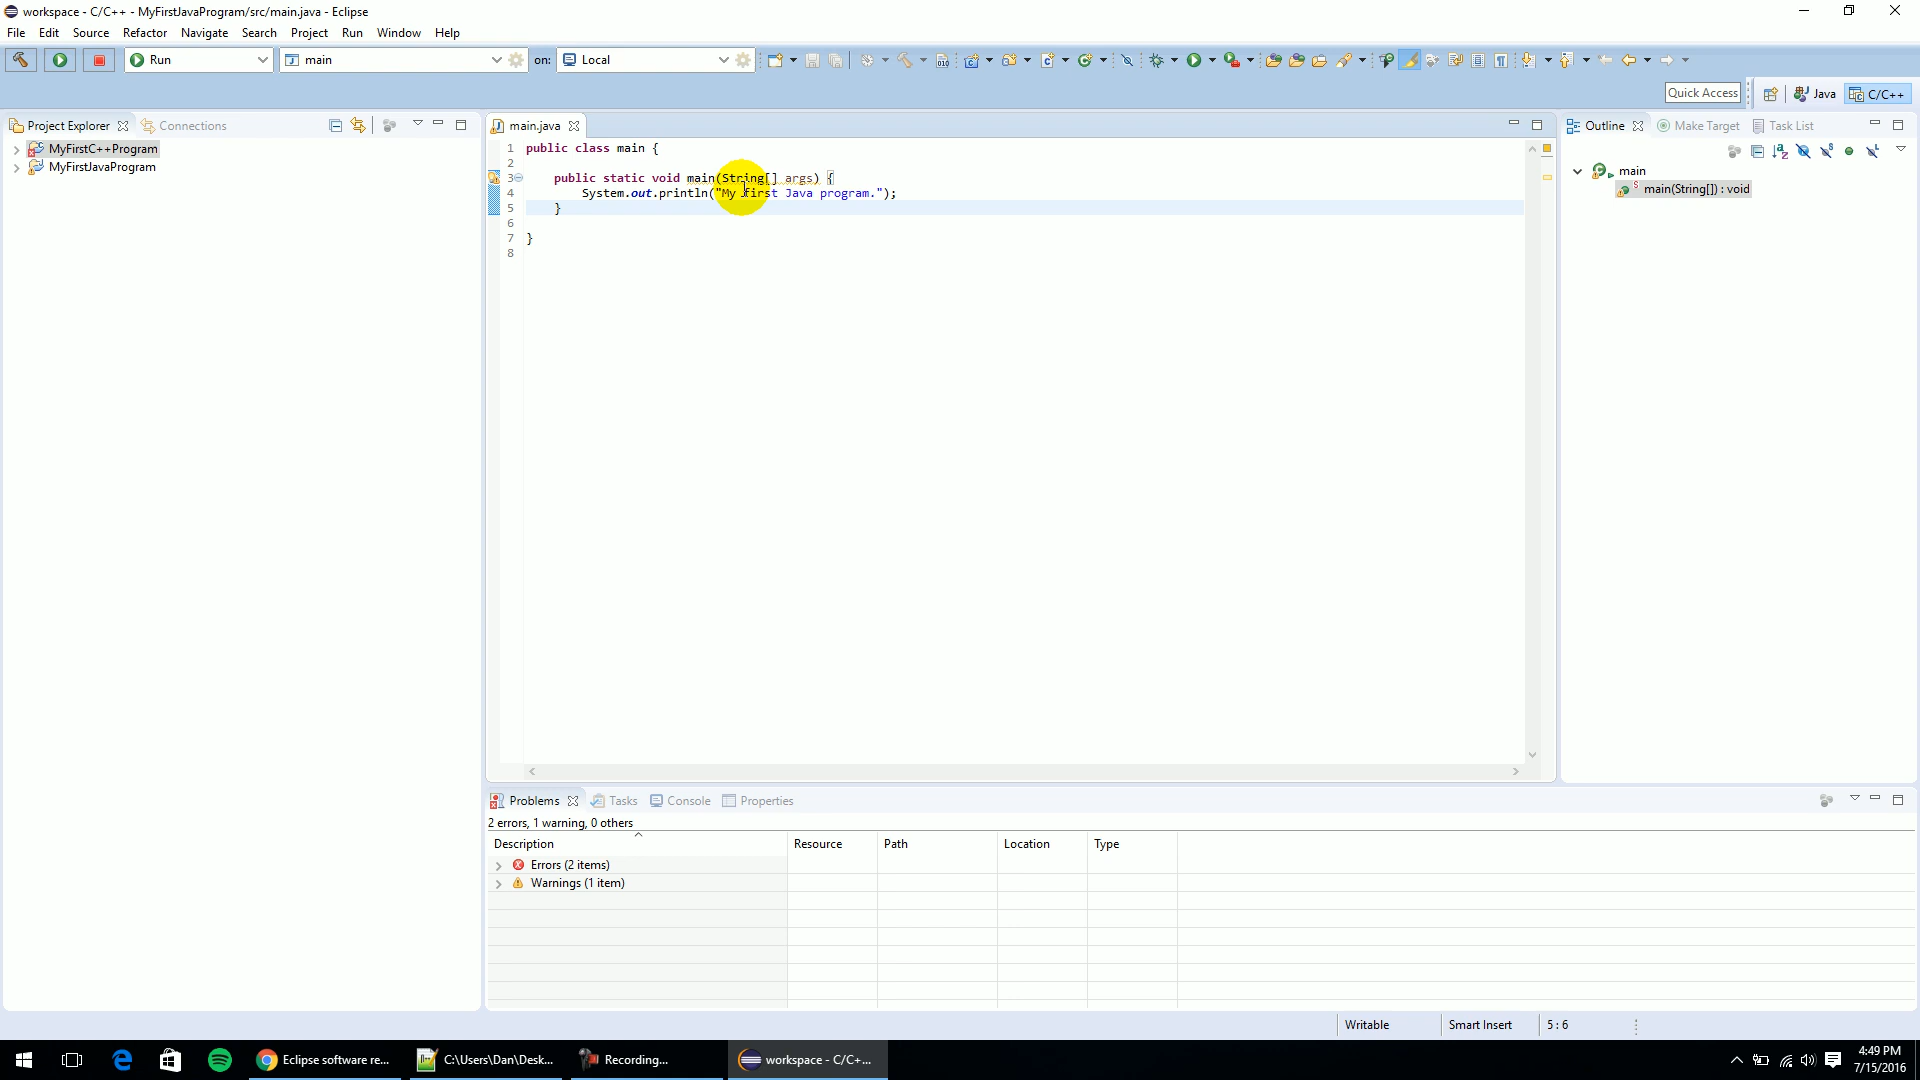 workspace - C/C++ - MyFirstJavaProgram/src/main.java - Eclipse
File Edit Source Refactor Navigate Search Project Run Window Help
Run main on: Local
Quick Access Java C/C++
Project Explorer Connections
MyFirstC++Program
MyFirstJavaProgram
main.java
1 public class main {
2
3 public static void main(String[] args) {
4 System.out.println("My first Java program.");
5 }
6
7 }
8
Outline Make Target Task List
main
main(String[]) : void
Problems Tasks Console Properties
2 errors, 1 warning, 0 others
Description Resource Path Location Type
Errors (2 items)
Warnings (1 item)
Writable Smart Insert 5 : 6
Eclipse software re... C:\Users\Dan\Desk... Recording... workspace - C/C+...
4:49 PM
7/15/2016